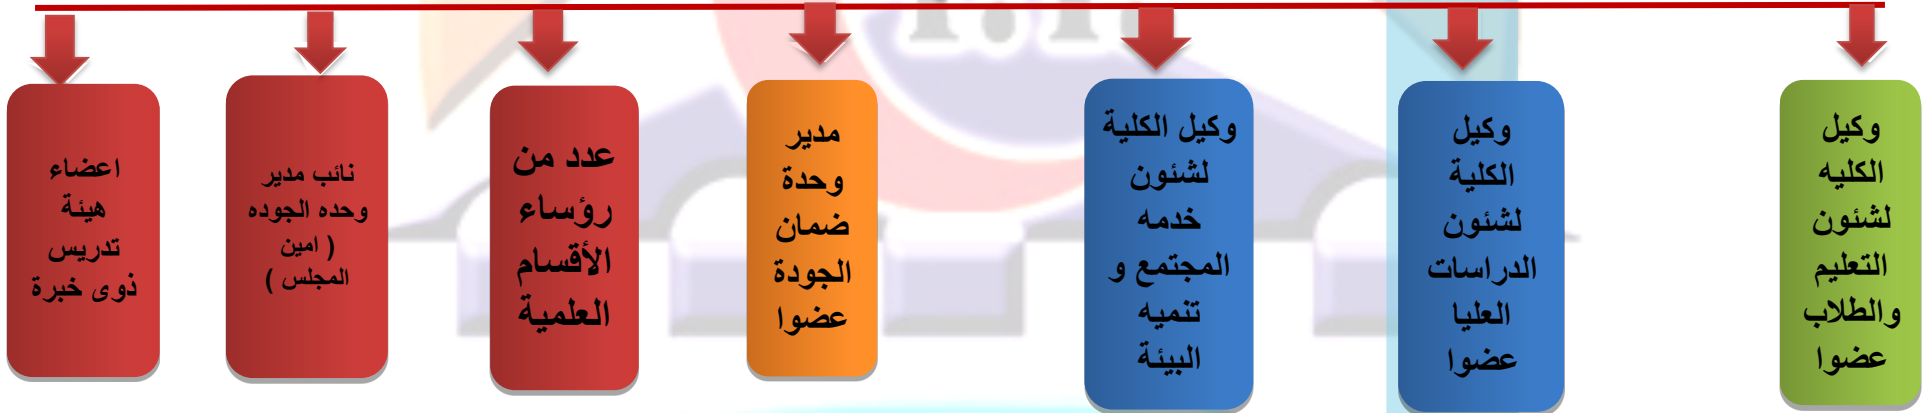 وكيل
الكليه
لشئون
التعليم
والطلاب
عضوا
وكيل
الكلية
لشئون
الدراسات
العليا
عضوا
وكيل الكلية
لشئون
خدمه
المجتمع و
تنميه
البيئة
مدير
وحدة
ضمان
الجودة
عضوا
عدد من
رؤساء
الأقسام
العلمية
نائب مدير
وحده الجوده
( امين
المجلس )
اعضاء
هيئة
تدريس
ذوى خبرة